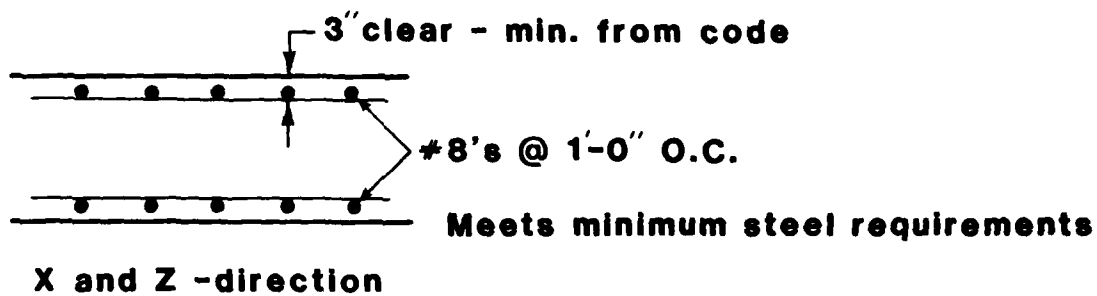 3" clear - min. from code
#8's @ 1'-0" O.C.
Meets minimum steel requirements
X and Z -direction